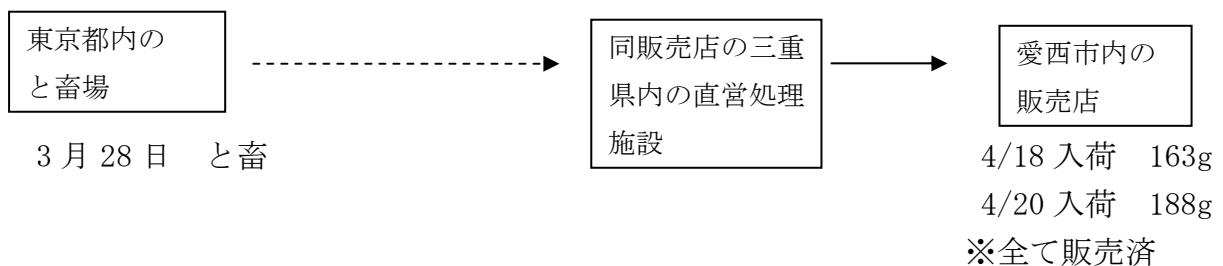 東京都内の
と畜場
3月28日　と畜
同販売店の三重
県内の直営処理
施設
愛西市内の
販売店
4/18 入荷　163g
4/20 入荷　188g
※全て販売済